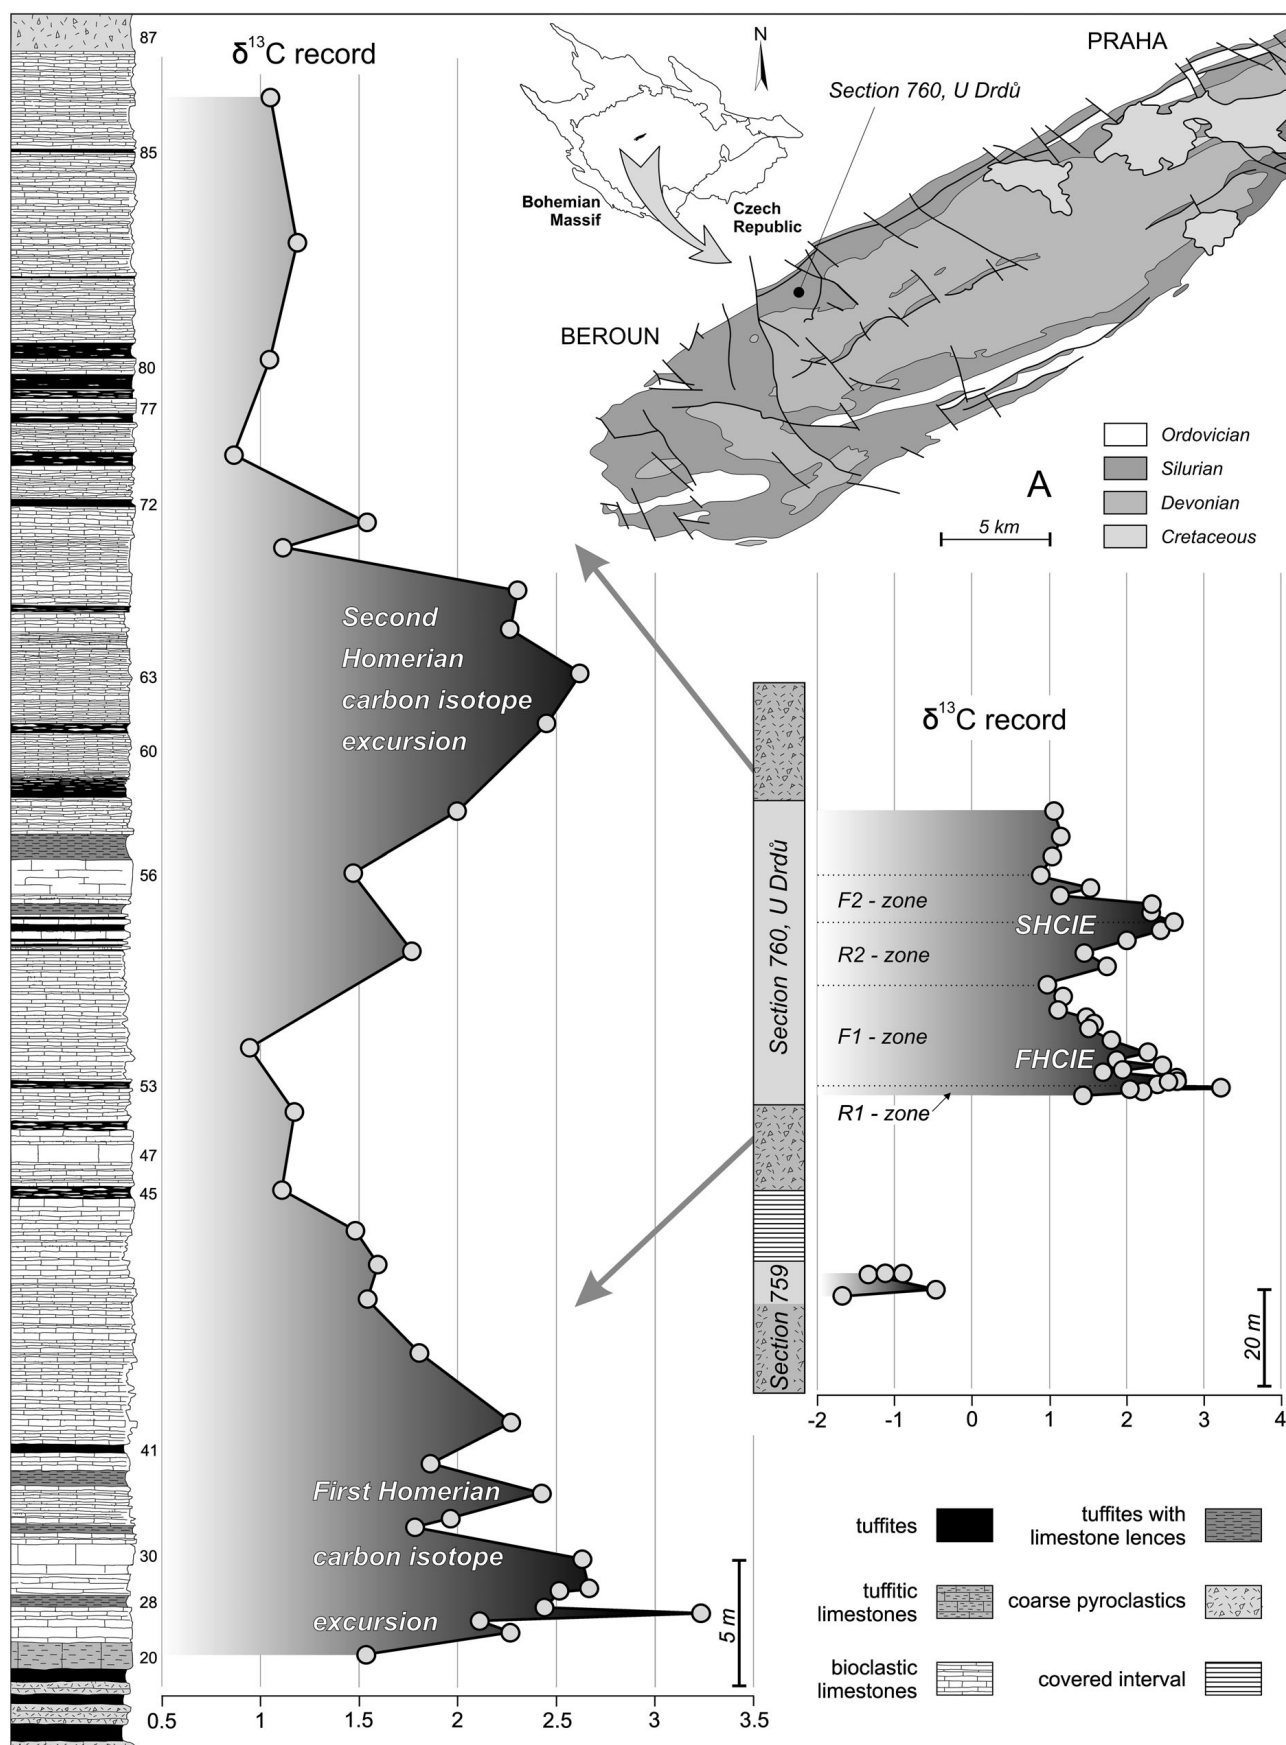 δ13C record
87
85
80
77
72
63
60
56
53
47
45
41
30
28
20
Second
Homerian
carbon isotope
excursion
First Homerian
carbon isotope
excursion
5 m
0.5 1 1.5 2 2.5 3 3.5
N
Bohemian
Massif
Czech
Republic
Section 760, U Drdů
PRAHA
BEROUN
A
5 km
Ordovician
Silurian
Devonian
Cretaceous
δ13C record
Section 760, U Drdů
Section 759
F2 - zone
SHCIE
R2 - zone
F1 - zone
FHCIE
R1 - zone
20 m
-2 -1 0 1 2 3 4
tuffites
tuffites with
limestone lences
tuffitic
limestones
coarse pyroclastics
bioclastic
limestones
covered interval